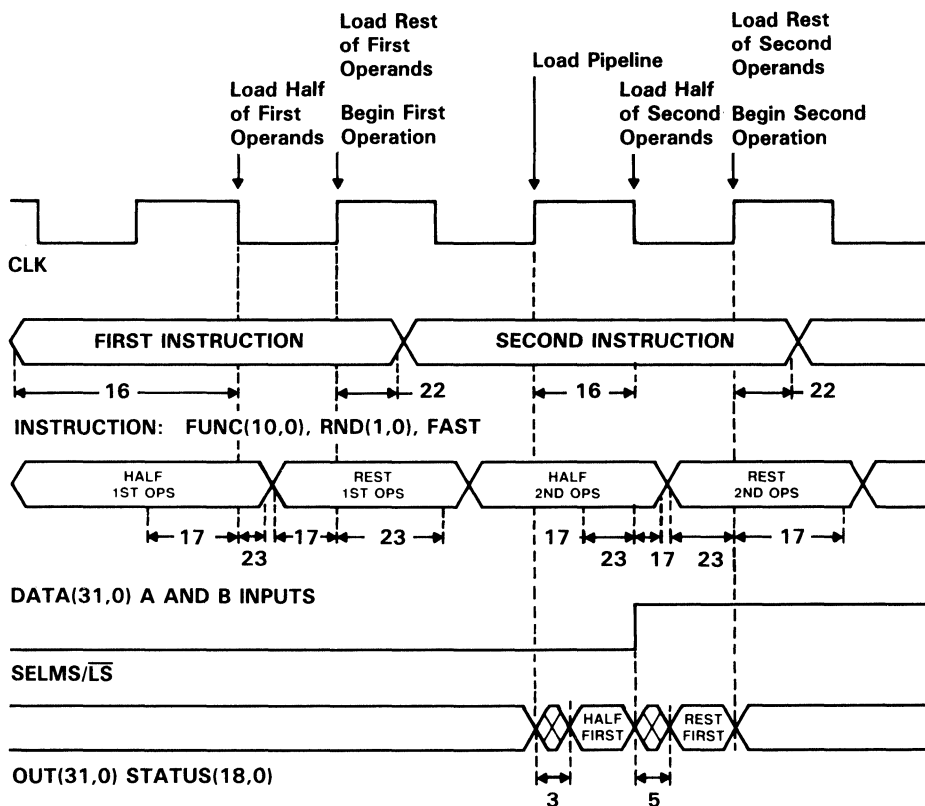 Load Rest
of First
Operands
Load Rest
of Second
Operands
Load Pipeline
Load Half
of First
Operands
Begin First
Operation
Load Half
of Second
Operands
Begin Second
Operation
CLK
FIRST INSTRUCTION
SECOND INSTRUCTION
16
22
16
22
INSTRUCTION: FUNC(10,0), RND(1,0), FAST
HALF
1ST OPS
REST
1ST OPS
HALF
2ND OPS
REST
2ND OPS
17
23
17
23
17
23
17
23
17
DATA(31,0) A AND B INPUTS
SELMS/L̅S̅
HALF
FIRST
REST
FIRST
OUT(31,0) STATUS(18,0)
3
5